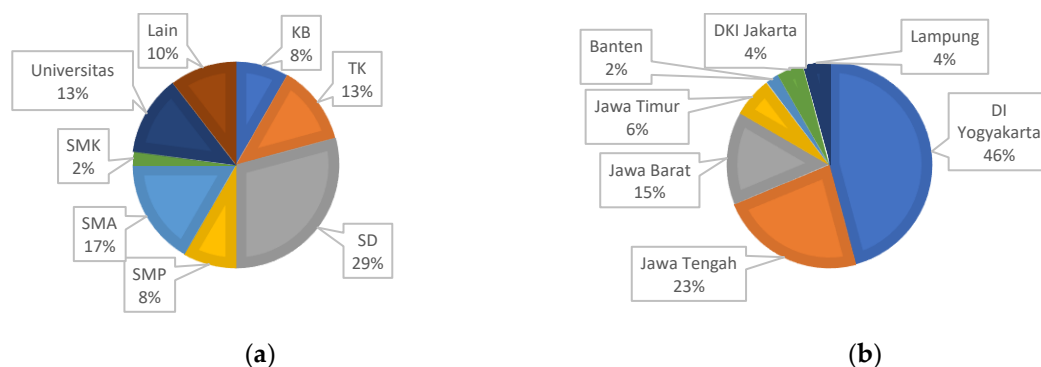 Lain
10%
KB
8%
TK
13%
Universitas
13%
SMK
2%
SMA
17%
SMP
8%
SD
29%
(a)
DKI Jakarta
4%
Lampung
4%
Banten
2%
Jawa Timur
6%
DI
Yogyakarta
46%
Jawa Barat
15%
Jawa Tengah
23%
(b)